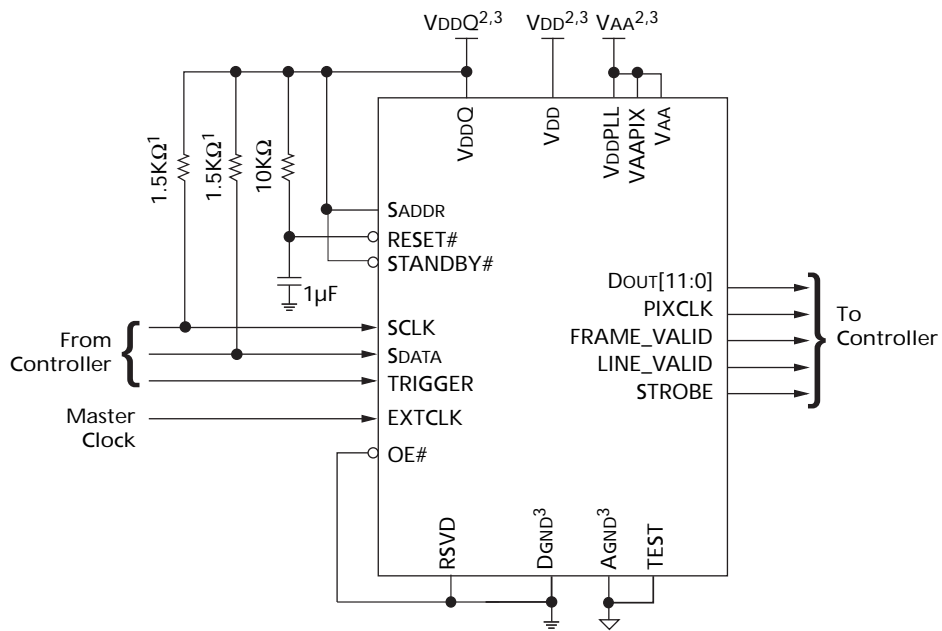 VDDQ2,3 VDD2,3 VAA2,3
1.5KΩ1
1.5KΩ1
10KΩ
VDDQ
VDD
VDDPLL
VAAPIX
VAA
SADDR
RESET#
STANDBY#
1µF
From
Controller
SCLK
SDATA
TRIGGER
Master
Clock
EXTCLK
OE#
DOUT[11:0]
PIXCLK
FRAME_VALID
LINE_VALID
STROBE
To
Controller
RSVD
DGND3
AGND3
TEST